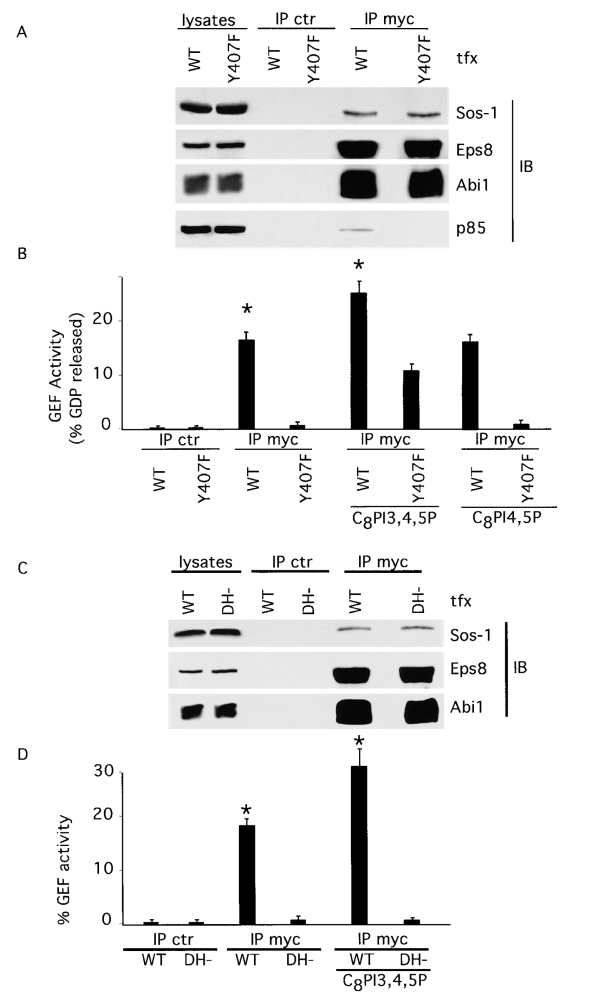 A
lysates IP ctr IP myc
WT Y407F WT Y407F WT Y407F tfx
Sos-1
Eps8
IB
Abi1
p85
B
GEF Activity
(% GDP released)
20
10
0
* *
IP ctr IP myc IP myc IP myc
WT Y407F WT Y407F WT Y407F WT Y407F
C8PI3,4,5P C8PI4,5P
C
lysates IP ctr IP myc
WT DH- WT DH- WT DH- tfx
Sos-1
Eps8
IB
Abi1
D
% GEF activity
30
20
10
0
* *
IP ctr IP myc IP myc
WT DH- WT DH- WT DH-
C8PI3,4,5P